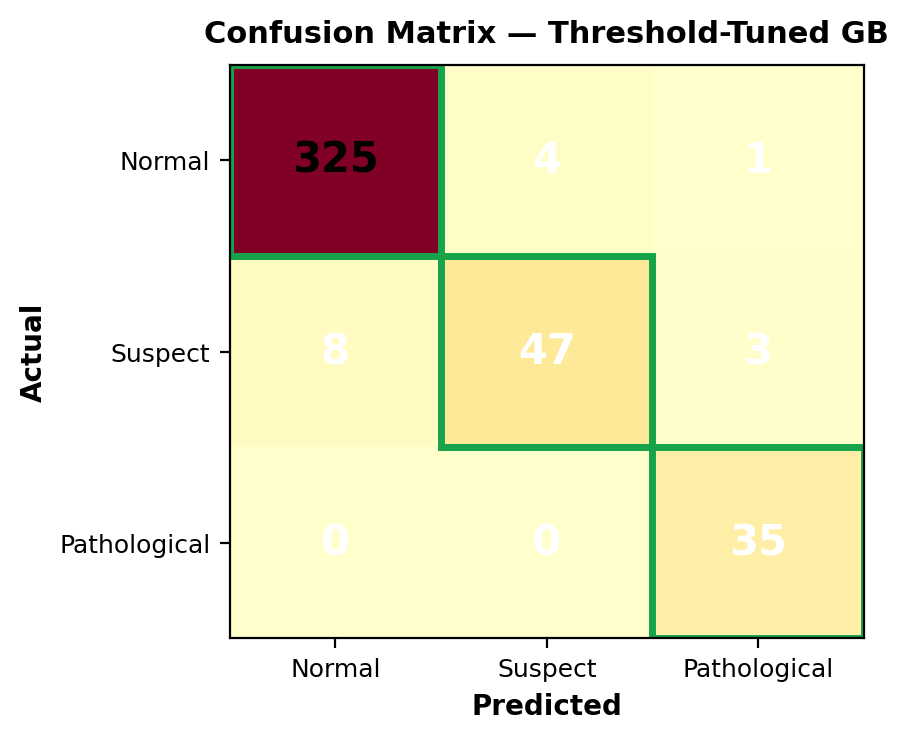 Confusion Matrix — Threshold-Tuned GB
Actual
Normal 325 4 1
Suspect 8 47 3
Pathological 0 0 35
Normal Suspect Pathological
Predicted